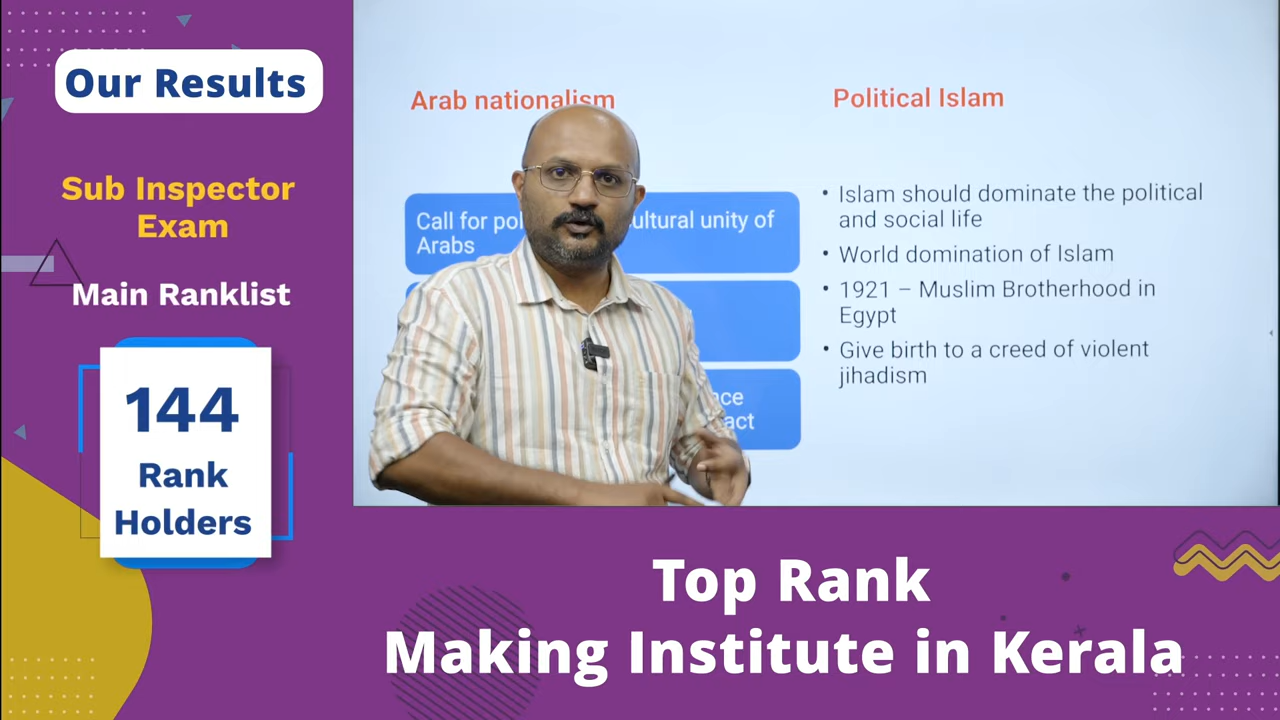 Our Results
Sub Inspector
Exam
Main Ranklist
144
Rank
Holders
Arab nationalism
Call for
cultural unity of
Arabs
Political Islam
• Islam should dominate the political
and social life
• World domination of Islam
• 1921 – Muslim Brotherhood in
Egypt
• Give birth to a creed of violent
jihadism
Top Rank
Making Institute in Kerala